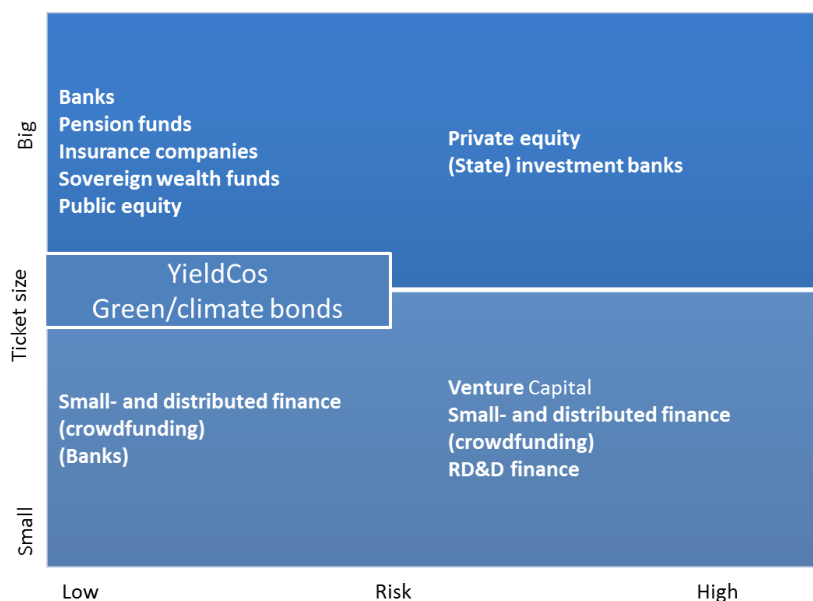 Big
Banks
Pension funds
Insurance companies
Sovereign wealth funds
Public equity
Private equity
(State) investment banks
Ticket size
YieldCos
Green/climate bonds
Small
Small- and distributed finance
(crowdfunding)
(Banks)
Venture Capital
Small- and distributed finance
(crowdfunding)
RD&D finance
Low
Risk
High